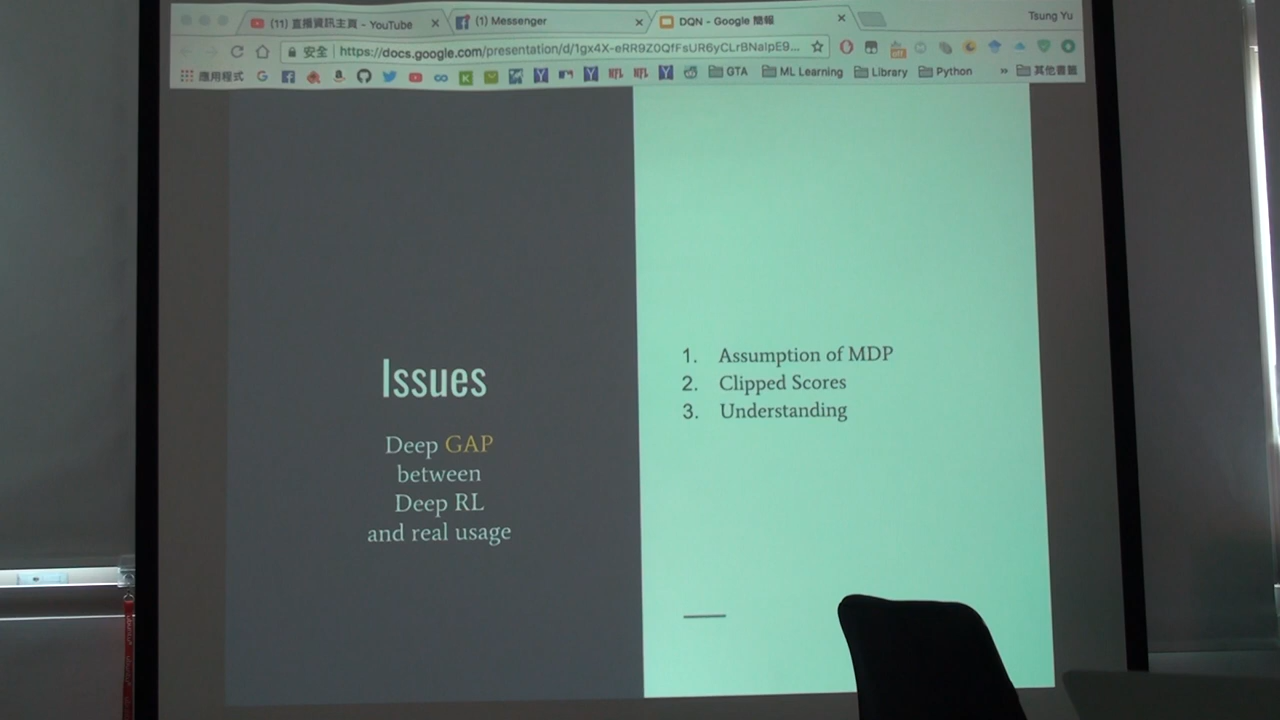 (11) 直播資訊主頁 - YouTube
(1) Messenger
DQN - Google 簡報
Tsung Yu
安全
https://docs.google.com/presentation/d/1gx4X-eRR9Z0QfFsUR6yCLrBNaIpE9...
應用程式
GTA
ML Learning
Library
Python
»
其他書籤
Issues
Deep GAP
between
Deep RL
and real usage
1. Assumption of MDP
2. Clipped Scores
3. Understanding